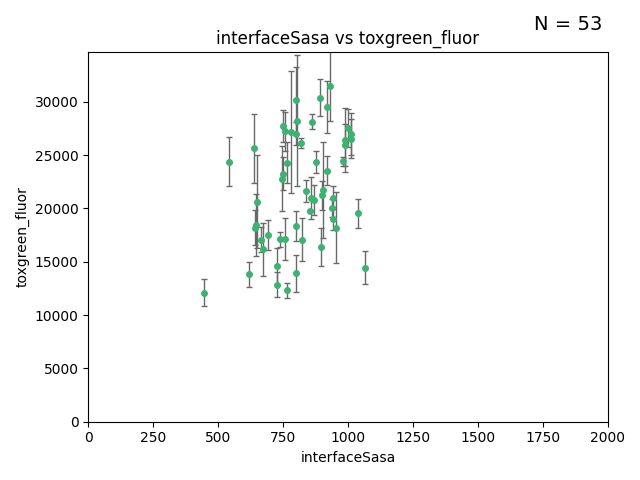 N = 53
interfaceSasa vs toxgreen_fluor
30000
25000
20000
15000
10000
5000
0
toxgreen_fluor
0 250 500 750 1000 1250 1500 1750 2000
interfaceSasa